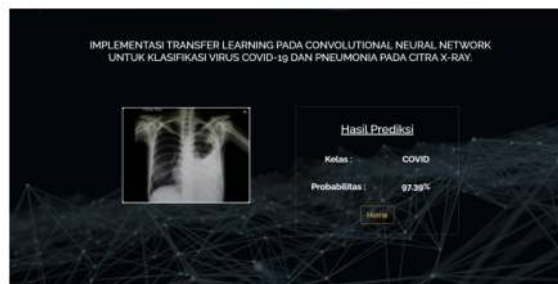 IMPLEMENTASI TRANSFER LEARNING PADA CONVOLUTIONAL NEURAL NETWORK
UNTUK KLASIFIKASI VIRUS COVID-19 DAN PNEUMONIA PADA CITRA X-RAY.
Hasil Prediksi
Kelas : COVID
Probabilitas : 97.39%
Home